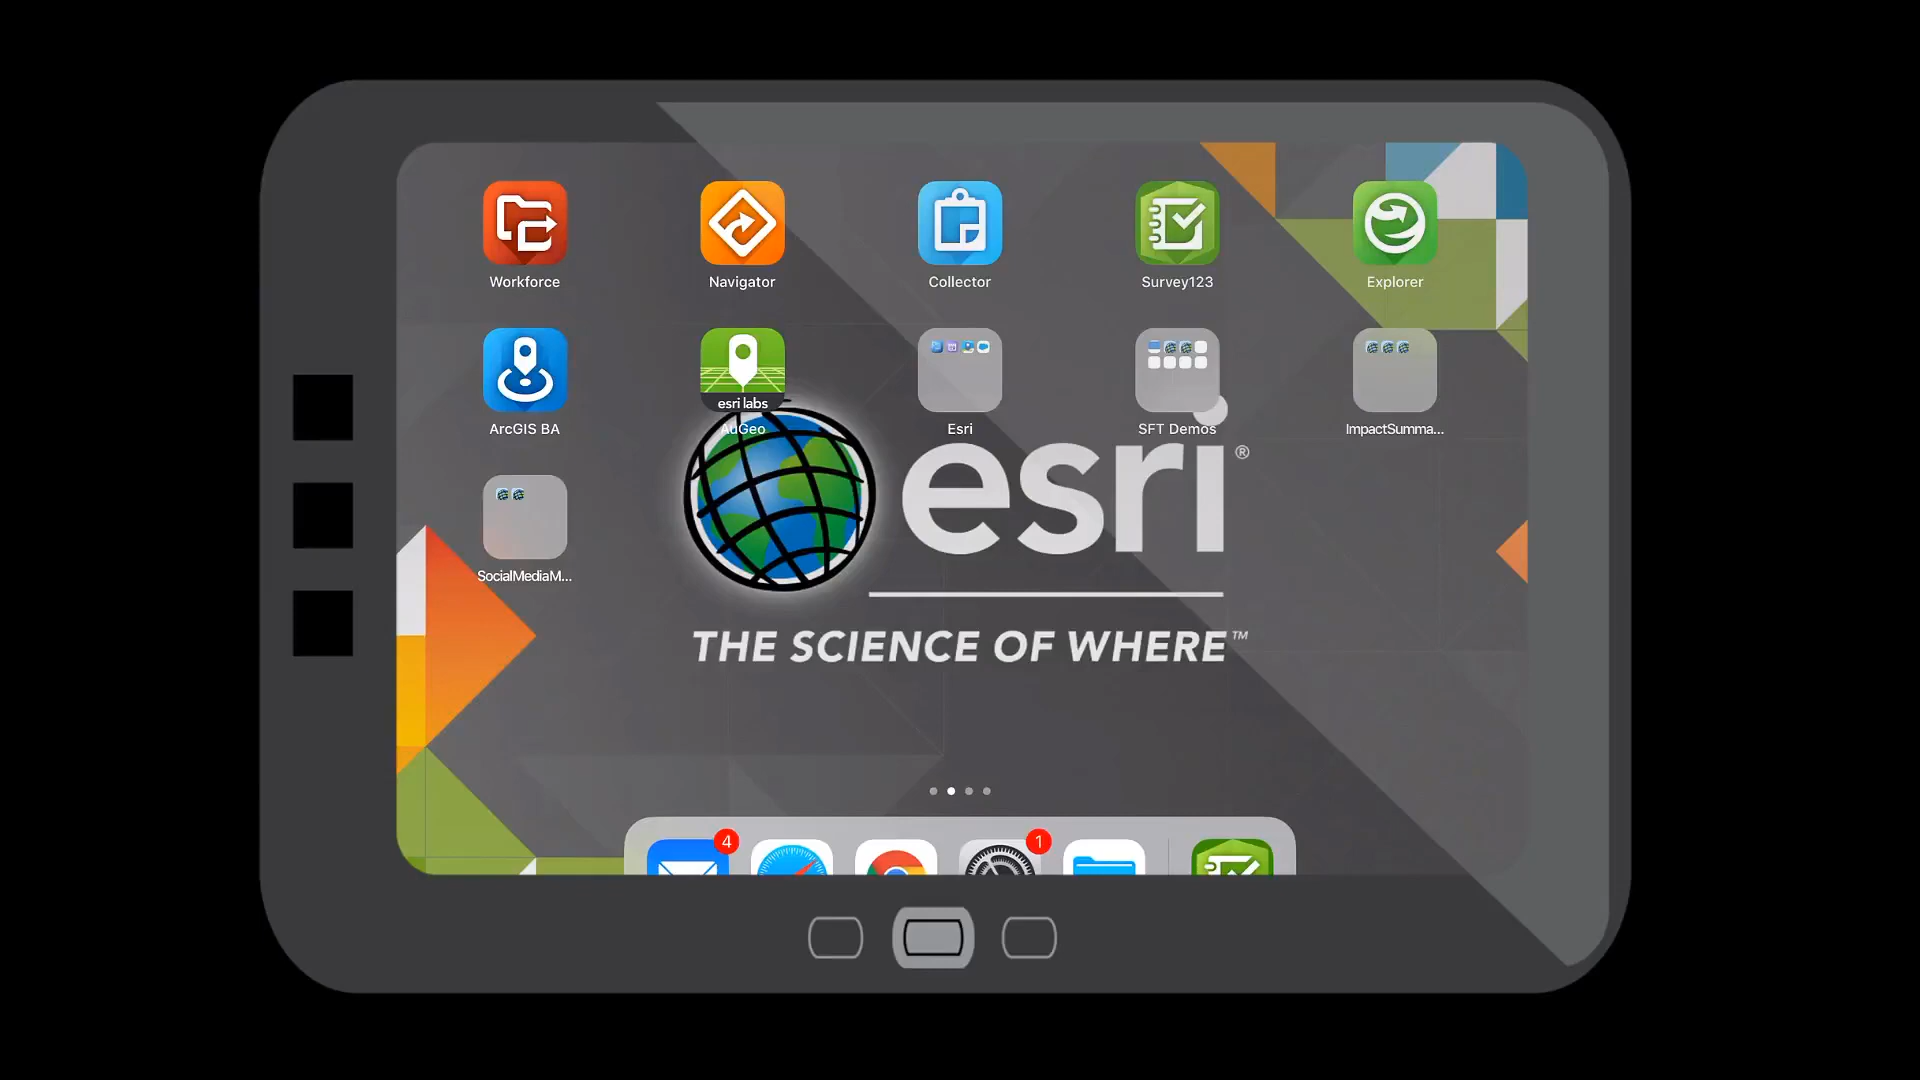 Workforce
Navigator
Collector
Survey123
Explorer
ArcGIS BA
esri labs
AuGeo
Esri
SFT Demos
ImpactSumma...
esri®
SocialMediaM...
THE SCIENCE OF WHERE™
4
1